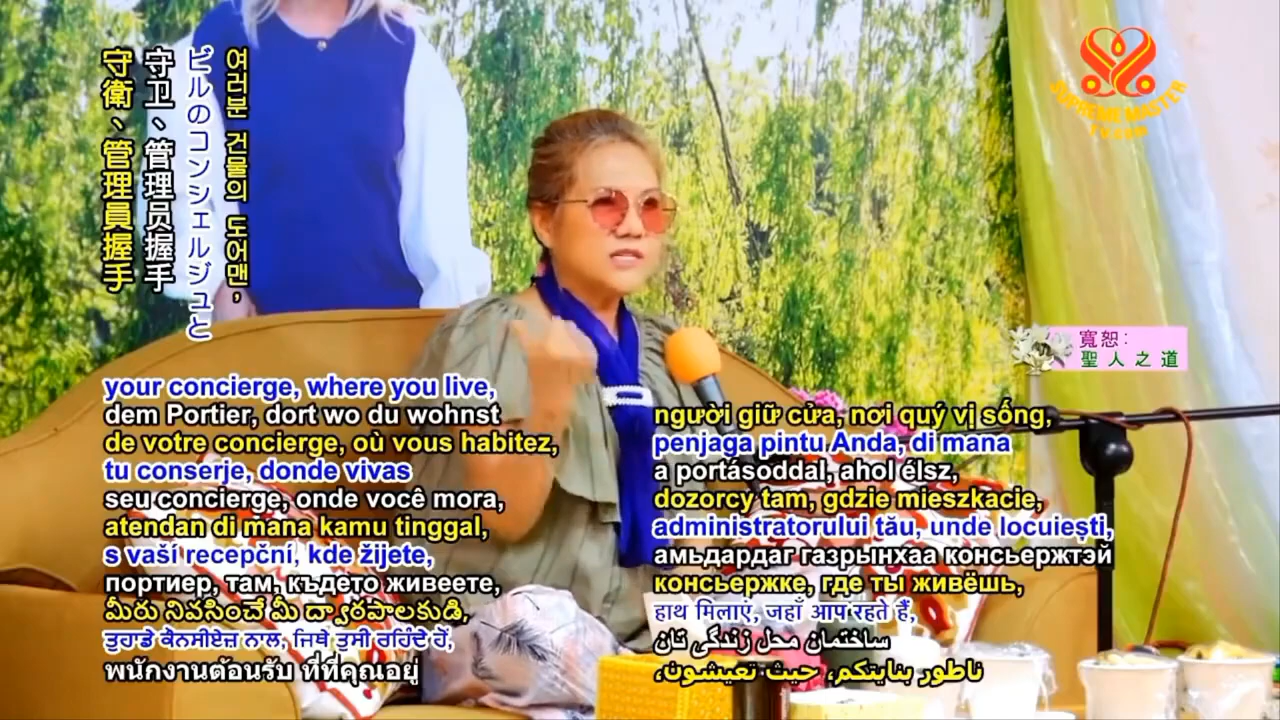 여러분 건물의 도어맨,
ビルのコンシェルジュと
守卫、管理员握手
守衛、管理員握手
SUPREME MASTER
TV.com
寬恕:
聖人之道
your concierge, where you live,
dem Portier, dort wo du wohnst
de votre concierge, où vous habitez,
tu conserje, donde vivas
seu concierge, onde você mora,
atendan di mana kamu tinggal,
s vaší recepční, kde žijete,
портиер, там, където живеете,
మీరు నివసించే మీ ద్వారపాలకుడి,
ਤੁਹਾਡੇ ਕੈਨਸੀਏਜ਼ ਨਾਲ, ਜਿਥੇ ਤੁਸੀ ਰਹਿੰਦੇ ਹੋਂ,
พนักงานต้อนรับ ที่ที่คุณอยู่
người giữ cửa, nơi quý vị sống,
penjaga pintu Anda, di mana
a portásoddal, ahol élsz,
dozorcy tam, gdzie mieszkacie,
administratorului tău, unde locuiești,
амьдардаг газрынхаа консьержтэй
консьержке, где ты живёшь,
हाथ मिलाएं, जहाँ आप रहते हैं,
ساختمان محل زندگی تان
ناطور بنايتكم، حيث تعيشون،